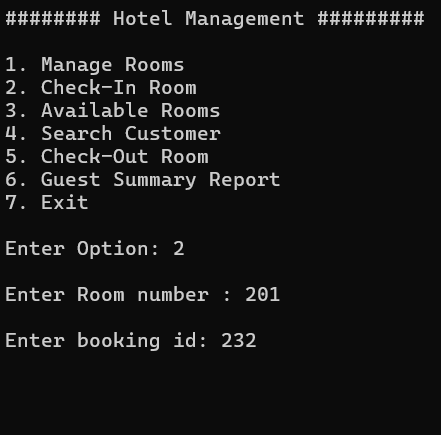 ######## Hotel Management #########
1. Manage Rooms
2. Check-In Room
3. Available Rooms
4. Search Customer
5. Check-Out Room
6. Guest Summary Report
7. Exit
Enter Option: 2
Enter Room number : 201
Enter booking id: 232